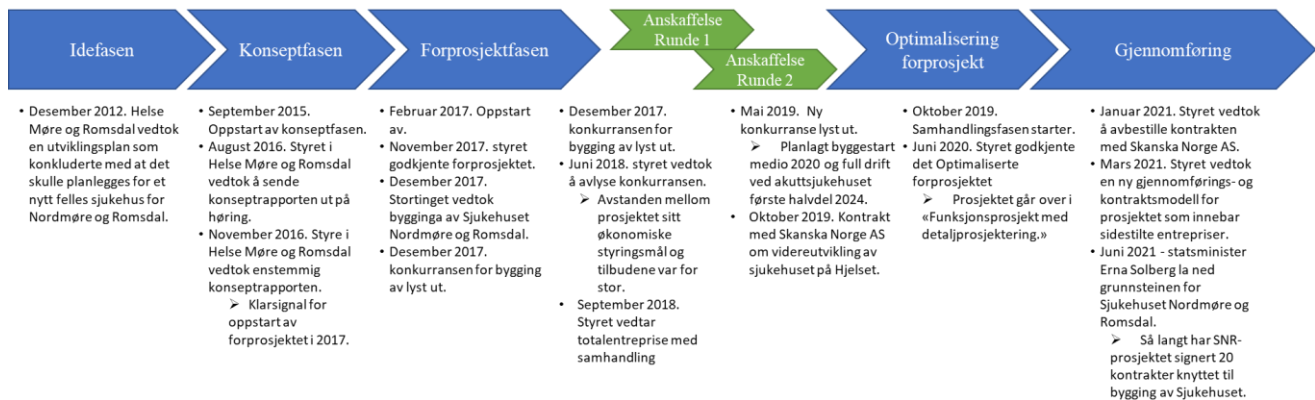 Idefasen
Konseptfasen
Forprosjektfasen
Anskaffelse
Runde 1
Anskaffelse
Runde 2
Optimalisering
forprosjekt
Gjennomføring
• Desember 2012. Helse
Møre og Romsdal vedtok
en utviklingsplan som
konkluderte med at det
skulle planlegges for et
nytt felles sjukehus for
Nordmøre og Romsdal.
• September 2015.
Oppstart av konseptfasen.
• August 2016. Styret i
Helse Møre og Romsdal
vedtok å sende
konseptrapporten ut på
høring.
• November 2016. Styre i
Helse Møre og Romsdal
vedtok enstemmig
konseptrapporten.
➢ Klarsignal for
oppstart av
forprosjektet i 2017.
• Februar 2017. Oppstart
av.
• November 2017. styret
godkjente forprosjektet.
• Desember 2017.
Stortinget vedtok
bygginga av Sjukehuset
Nordmøre og Romsdal.
• Desember 2017.
konkurransen for bygging
av lyst ut.
• Desember 2017.
konkurransen for
bygging av lyst ut.
• Juni 2018. styret vedtok
å avlyse konkurransen.
➢ Avstanden mellom
prosjektet sitt
økonomiske
styringsmål og
tilbudene var for
stor.
• September 2018.
Styret vedtar
totalentreprise med
samhandling
• Mai 2019. Ny
konkurranse lyst ut.
➢ Planlagt byggestart
medio 2020 og full drift
ved akuttsjukehuset
første halvdel 2024.
• Oktober 2019. Kontrakt
med Skanska Norge AS
om videreutvikling av
sjukehuset på Hjelset.
• Oktober 2019.
Samhandlingsfasen starter.
• Juni 2020. Styret godkjente
det Optimaliserte
forprosjektet
➢ Prosjektet går over i
«Funksjonsprosjekt med
detaljprosjektering.»
• Januar 2021. Styret vedtok
å avbestille kontrakten
med Skanska Norge AS.
• Mars 2021. Styret vedtok
en ny gjennomførings- og
kontraktsmodell for
prosjektet som innebar
sidestilte entrepriser.
• Juni 2021 - statsminister
Erna Solberg la ned
grunnsteinen for
Sjukehuset Nordmøre og
Romsdal.
➢ Så langt har SNR-
prosjektet signert 20
kontrakter knyttet til
bygging av Sjukehuset.